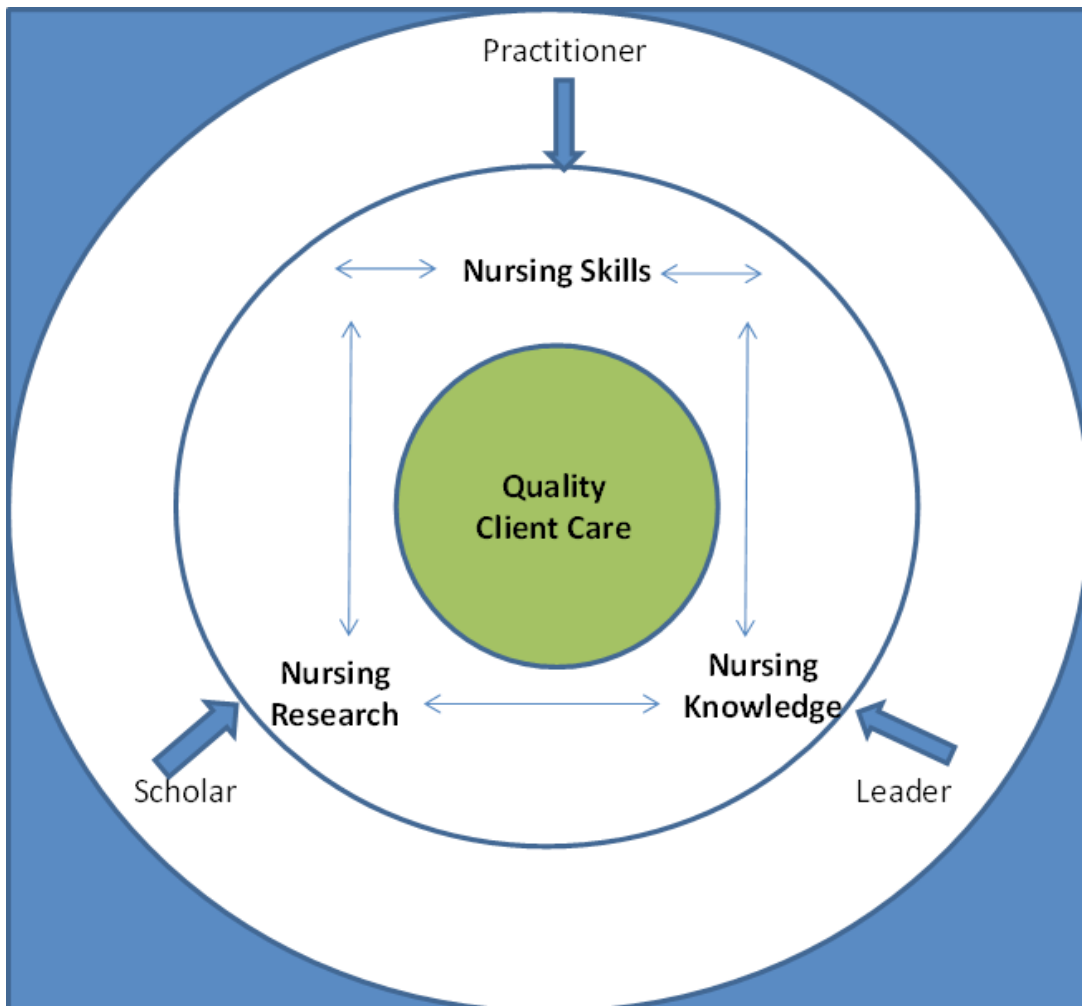 Practitioner
Nursing Skills
Quality
Client Care
Nursing
Research
Nursing
Knowledge
Scholar
Leader